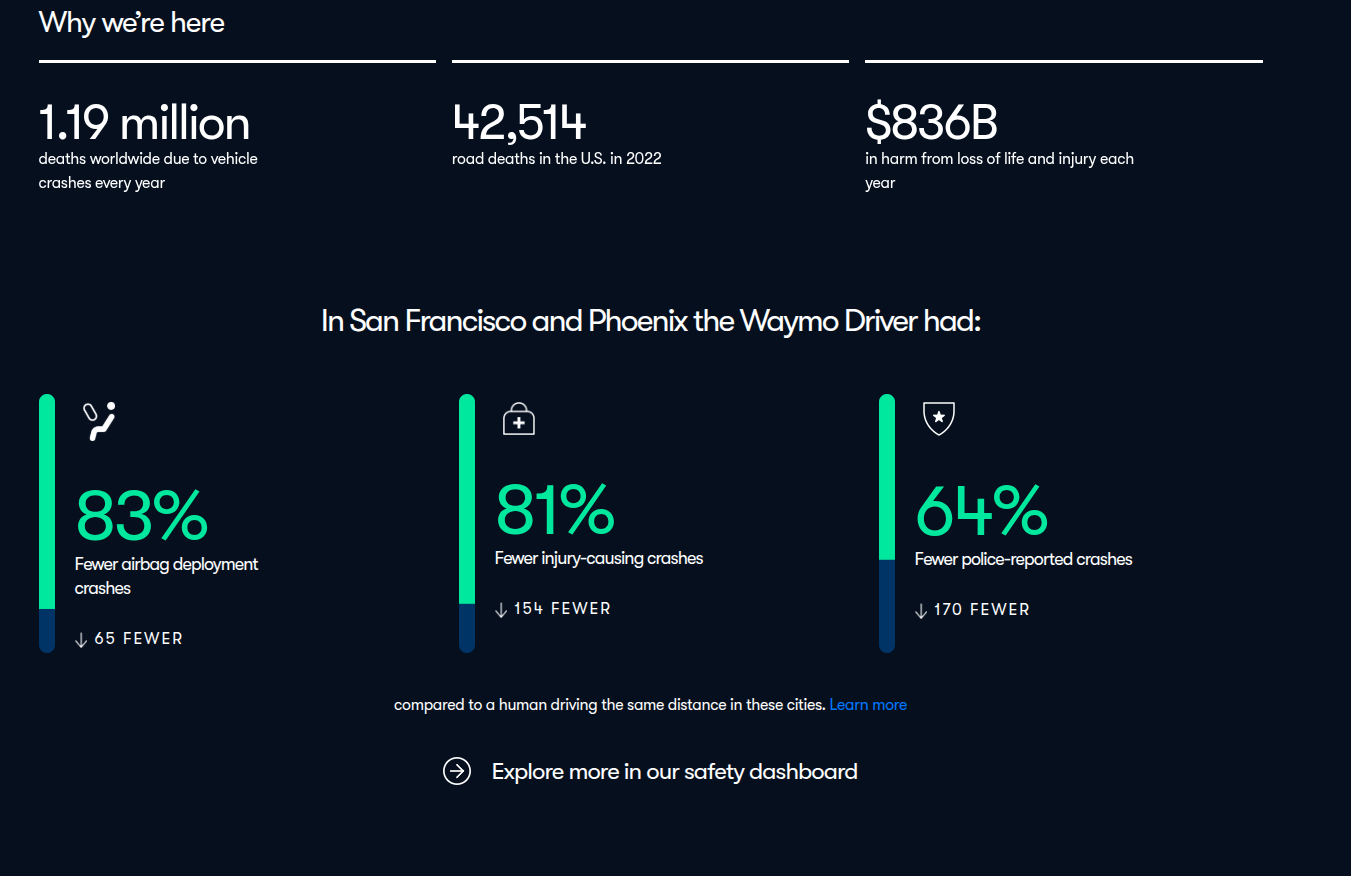 Why we’re here
1.19 million
deaths worldwide due to vehicle
crashes every year
42,514
road deaths in the U.S. in 2022
$836B
in harm from loss of life and injury each
year
In San Francisco and Phoenix the Waymo Driver had:
83%
Fewer airbag deployment
crashes
↓ 65 FEWER
81%
Fewer injury-causing crashes
↓ 154 FEWER
64%
Fewer police-reported crashes
↓ 170 FEWER
compared to a human driving the same distance in these cities. Learn more
Explore more in our safety dashboard